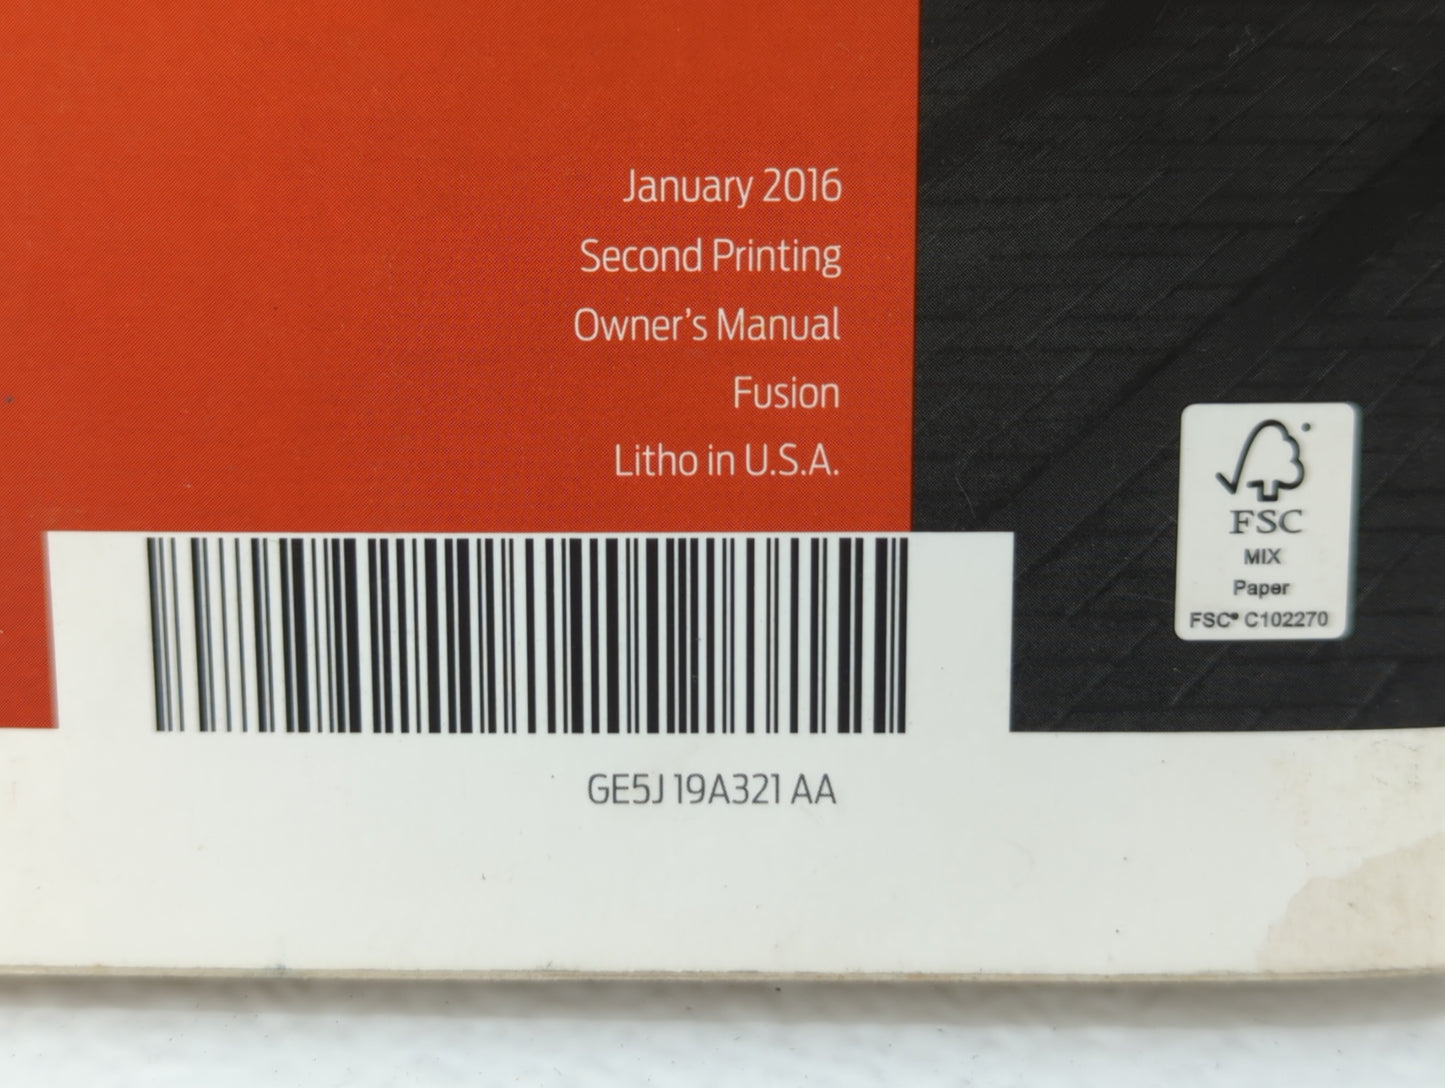 January 2016
Second Printing
Owner's Manual
Fusion
Litho in U.S.A.
FSC
MIX
Paper
FSC® C102270
GE5J 19A321 AA